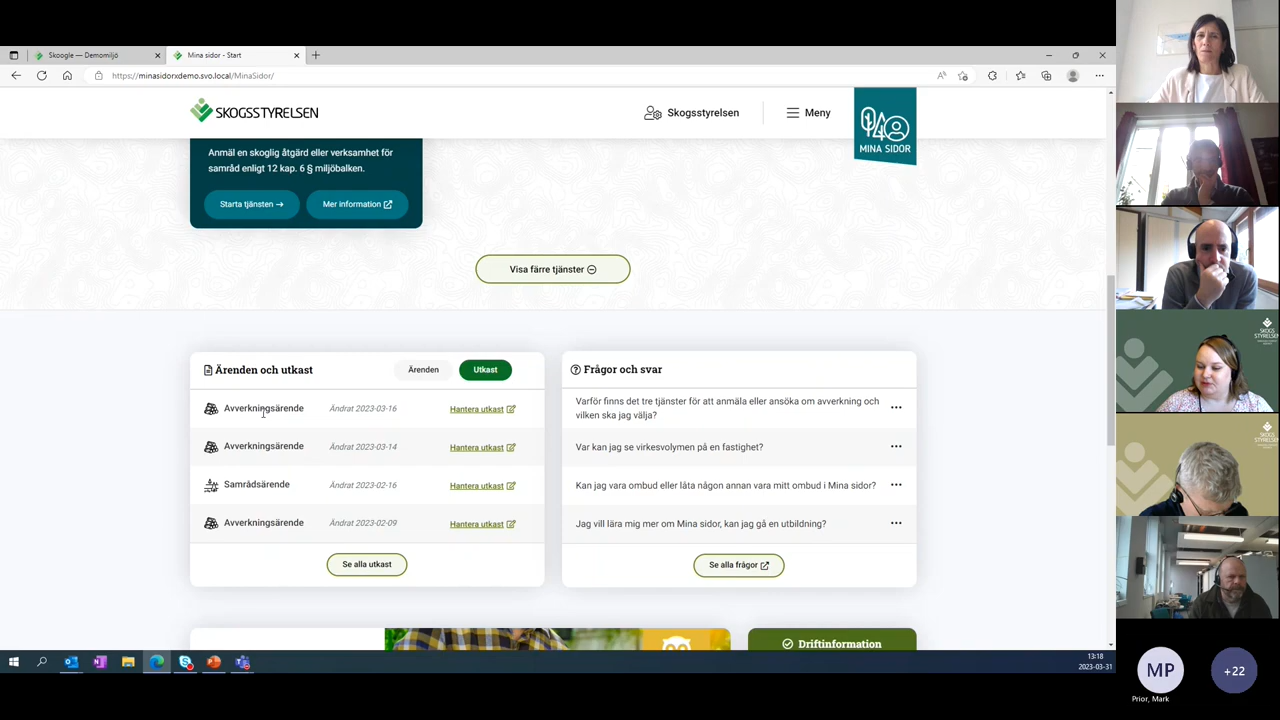 Skoogle — Demomiljö
Mina sidor - Start
https://minasidorxdemo.svo.local/MinaSidor/
SKOGSSTYRELSEN
Skogsstyrelsen
Meny
MINA SIDOR
Anmäl en skoglig åtgärd eller verksamhet för
samråd enligt 12 kap. 6 § miljöbalken.
Starta tjänsten →
Mer information
Visa färre tjänster
Ärenden och utkast
Ärenden
Utkast
Avverkningsärende
Ändrat 2023-03-16
Hantera utkast
Avverkningsärende
Ändrat 2023-03-14
Hantera utkast
Samrådsärende
Ändrat 2023-02-16
Hantera utkast
Avverkningsärende
Ändrat 2023-02-09
Hantera utkast
Se alla utkast
Frågor och svar
Varför finns det tre tjänster för att anmäla eller ansöka om avverkning och
vilken ska jag välja?
Var kan jag se virkesvolymen på en fastighet?
Kan jag vara ombud eller låta någon annan vara mitt ombud i Mina sidor?
Jag vill lära mig mer om Mina sidor, kan jag gå en utbildning?
Se alla frågor
Driftinformation
13:18
2023-03-31
SKOGS
STYRELSEN
SKOGS
STYRELSEN
MP
Prior, Mark
+22